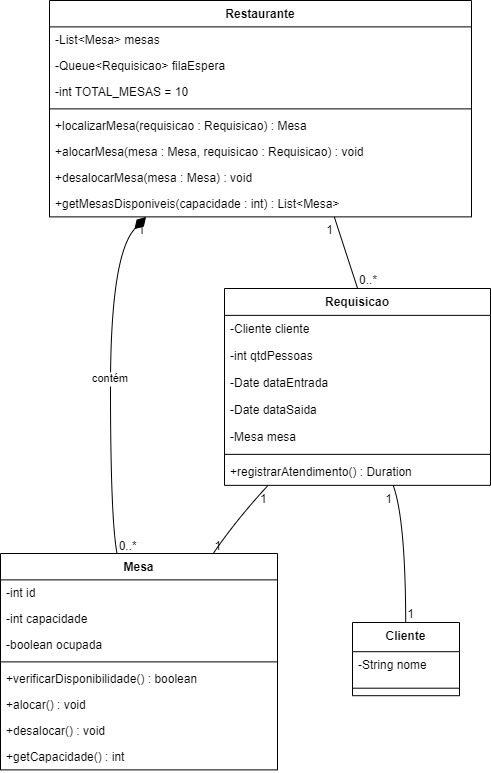 Restaurante
-List<Mesa> mesas
-Queue<Requisicao> filaEspera
-int TOTAL_MESAS = 10
+localizarMesa(requisicao : Requisicao) : Mesa
+alocarMesa(mesa : Mesa, requisicao : Requisicao) : void
+desalocarMesa(mesa : Mesa) : void
+getMesasDisponiveis(capacidade : int) : List<Mesa>
1
1
0..*
Requisicao
-Cliente cliente
-int qtdPessoas
-Date dataEntrada
-Date dataSaida
-Mesa mesa
+registrarAtendimento() : Duration
contém
1
1
0..*
1
Mesa
-int id
-int capacidade
-boolean ocupada
+verificarDisponibilidade() : boolean
+alocar() : void
+desalocar() : void
+getCapacidade() : int
1
Cliente
-String nome